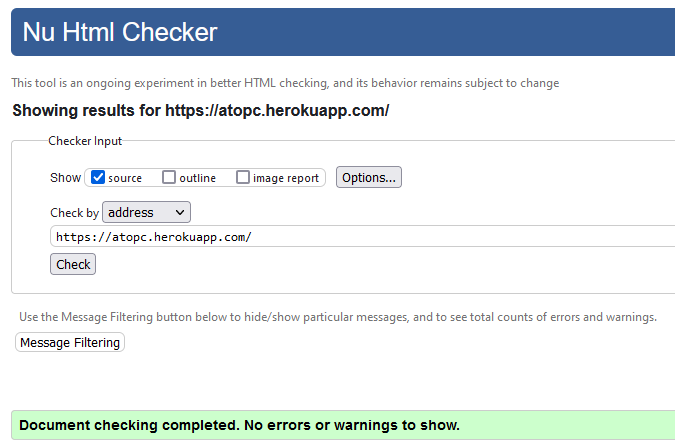 Nu Html Checker
This tool is an ongoing experiment in better HTML checking, and its behavior remains subject to change
Showing results for https://atopc.herokuapp.com/
Checker Input
Show source outline image report Options...
Check by address
https://atopc.herokuapp.com/
Check
Use the Message Filtering button below to hide/show particular messages, and to see total counts of errors and warnings.
Message Filtering
Document checking completed. No errors or warnings to show.